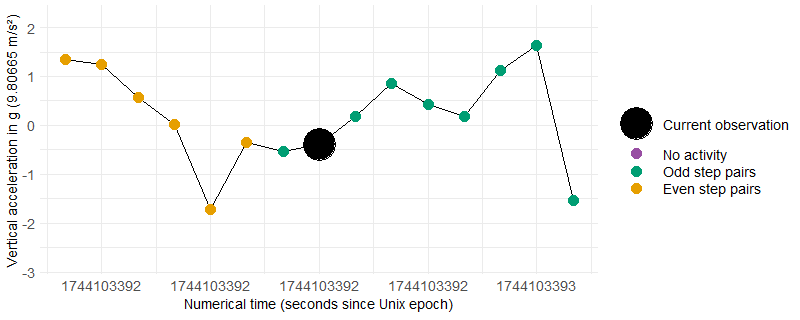 Vertical acceleration in g (9.80665 m/s²)
2
1
0
-1
-2
-3
1744103392
1744103392
1744103392
1744103392
1744103393
Numerical time (seconds since Unix epoch)
Current observation
No activity
Odd step pairs
Even step pairs